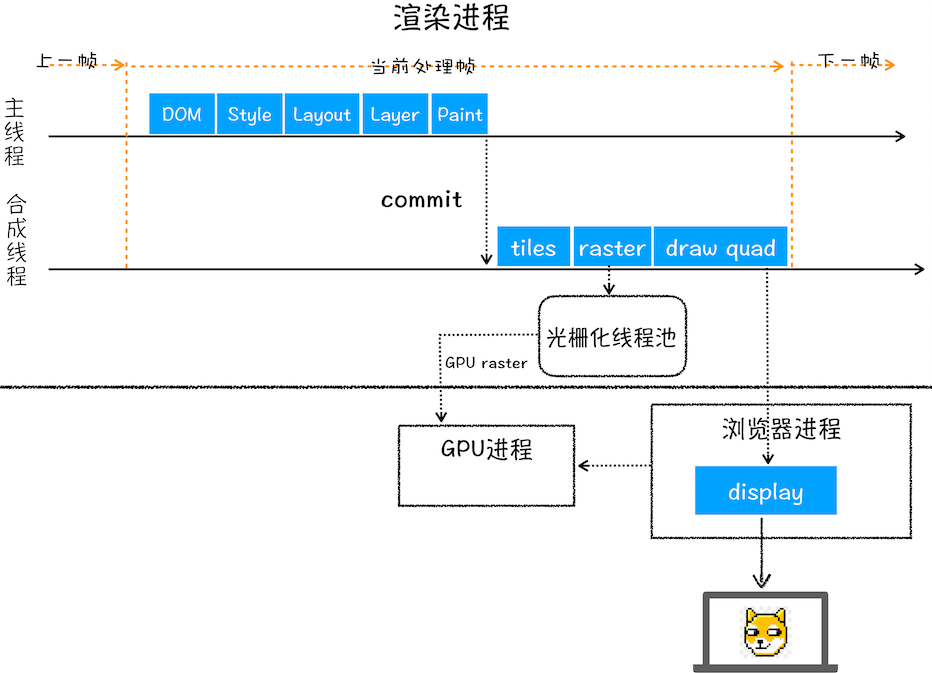 渲染进程
上一帧
当前处理帧
下一帧
主线程
DOM
Style
Layout
Layer
Paint
commit
合成线程
tiles
raster
draw quad
光栅化线程池
GPU raster
GPU进程
浏览器进程
display